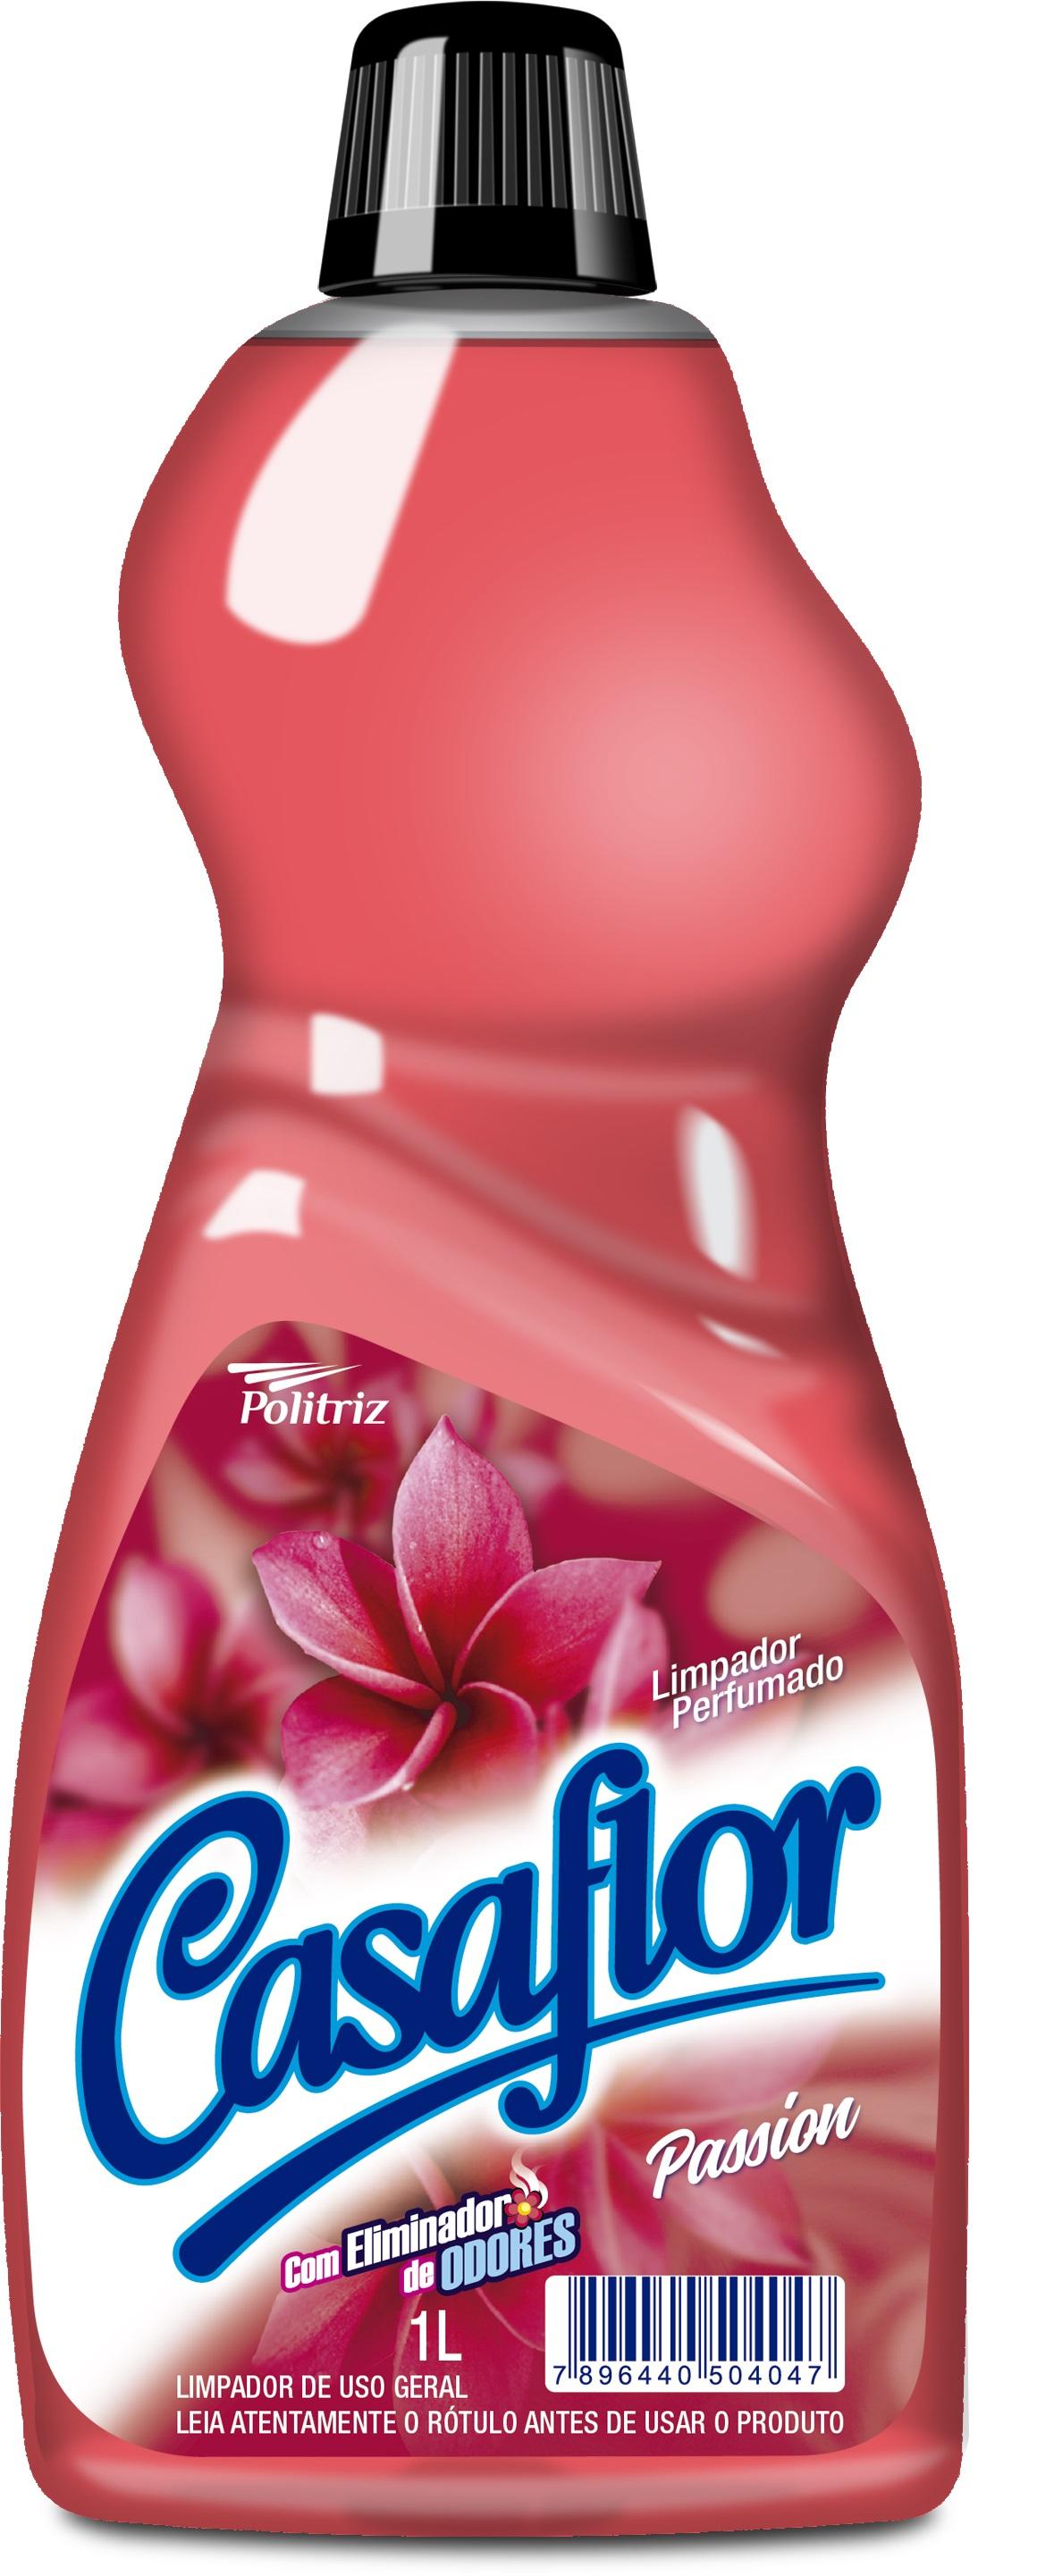 Politriz
Limpador
Perfumado
Casaflor
Passion
Com Eliminador
de ODORES
1L
7 896440 504047
LIMPADOR DE USO GERAL
LEIA ATENTAMENTE O RÓTULO ANTES DE USAR O PRODUTO